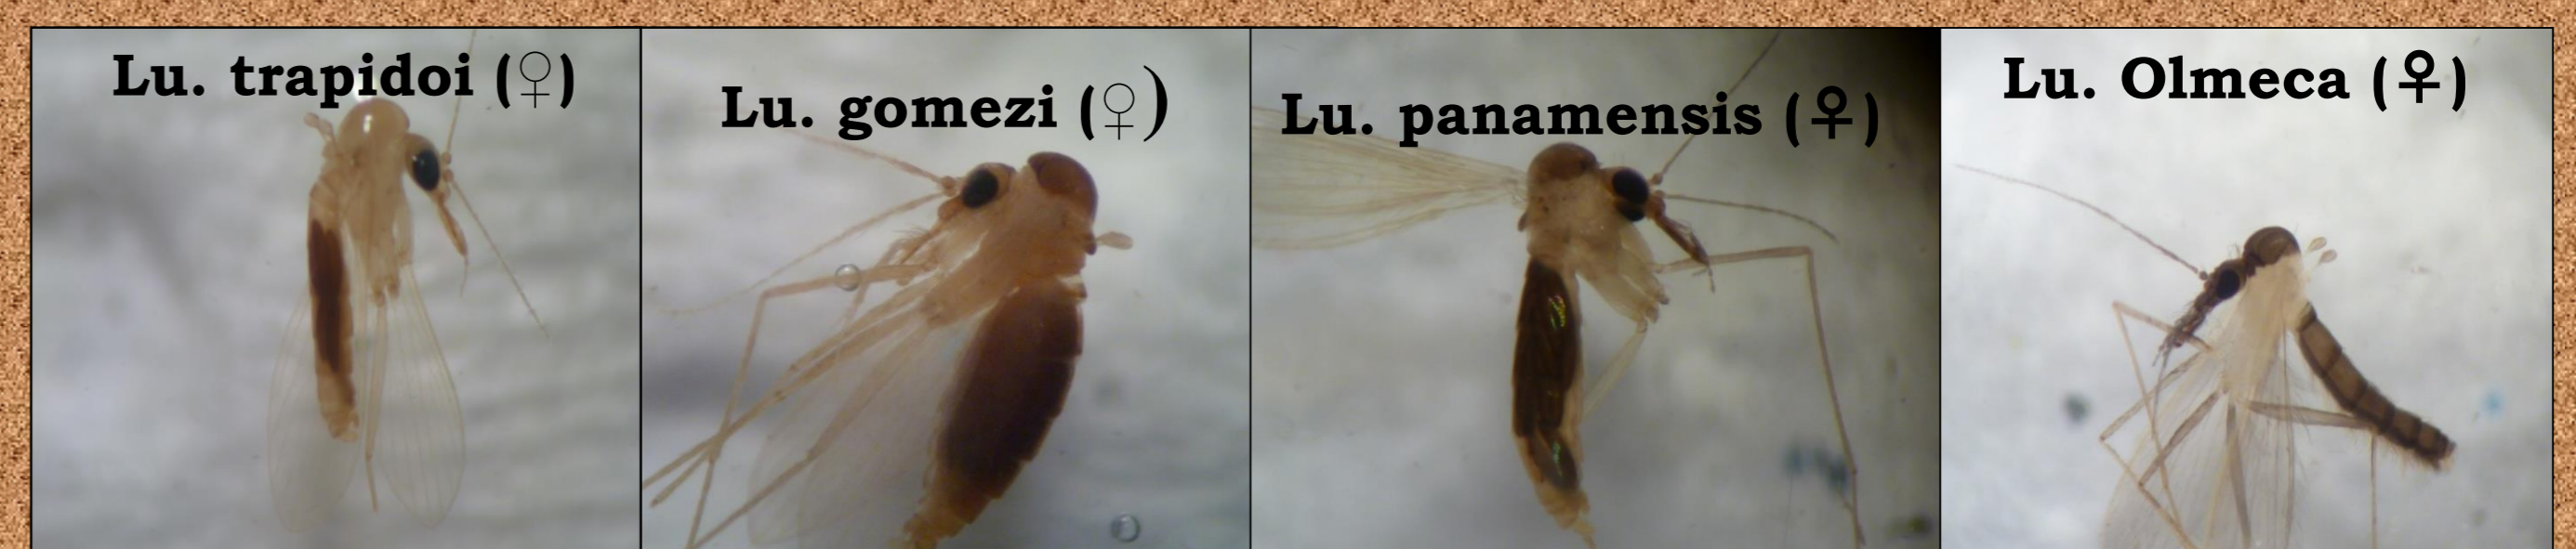 Lu. trapidoi (♀)
Lu. gomezi (♀)
Lu. panamensis (♀)
Lu. Olmeca (♀)